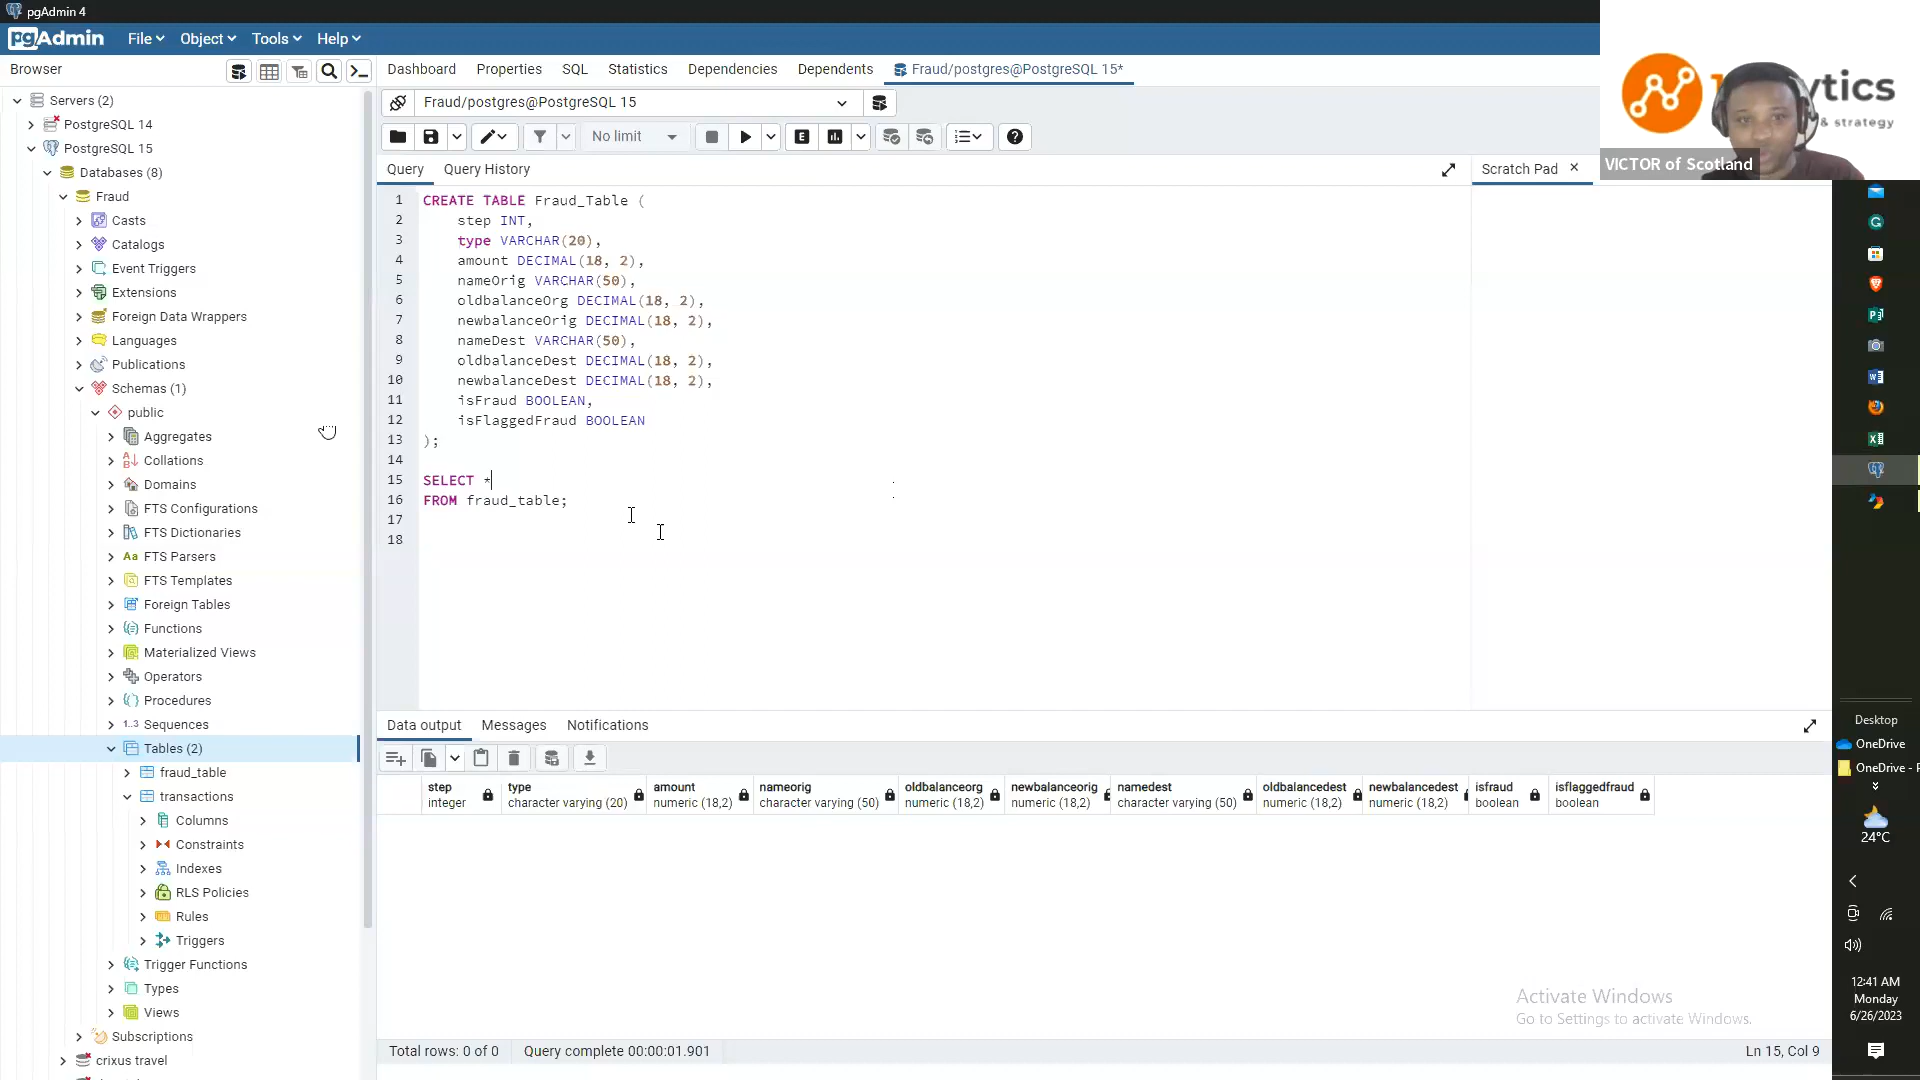 pgAdmin 4
pgAdmin
File
Object
Tools
Help
Browser
Dashboard
Properties
SQL
Statistics
Dependencies
Dependents
Fraud/postgres@PostgreSQL 15*
Servers (2)
PostgreSQL 14
PostgreSQL 15
Databases (8)
Fraud
Casts
Catalogs
Event Triggers
Extensions
Foreign Data Wrappers
Languages
Publications
Schemas (1)
public
Aggregates
Collations
Domains
FTS Configurations
FTS Dictionaries
FTS Parsers
FTS Templates
Foreign Tables
Functions
Materialized Views
Operators
Procedures
1..3 Sequences
Tables (2)
fraud_table
transactions
Columns
Constraints
Indexes
RLS Policies
Rules
Triggers
Trigger Functions
Types
Views
Subscriptions
crixus travel
Fraud/postgres@PostgreSQL 15
No limit
Query
Query History
Scratch Pad
1 CREATE TABLE Fraud_Table (
2 step INT,
3 type VARCHAR(20),
4 amount DECIMAL(18, 2),
5 nameOrig VARCHAR(50),
6 oldbalanceOrg DECIMAL(18, 2),
7 newbalanceOrig DECIMAL(18, 2),
8 nameDest VARCHAR(50),
9 oldbalanceDest DECIMAL(18, 2),
10 newbalanceDest DECIMAL(18, 2),
11 isFraud BOOLEAN,
12 isFlaggedFraud BOOLEAN
13 );
14
15 SELECT *
16 FROM fraud_table;
17
18
Data output
Messages
Notifications
step
integer
type
character varying (20)
amount
numeric (18,2)
nameorig
character varying (50)
oldbalanceorg
numeric (18,2)
newbalanceorig
numeric (18,2)
namedest
character varying (50)
oldbalancedest
numeric (18,2)
newbalancedest
numeric (18,2)
isfraud
boolean
isflaggedfraud
boolean
Activate Windows
Go to Settings to activate Windows.
Total rows: 0 of 0
Query complete 00:00:01.901
Ln 15, Col 9
ytics
& strategy
VICTOR of Scotland
Desktop
OneDrive
OneDrive -
24°C
12:41 AM
Monday
6/26/2023